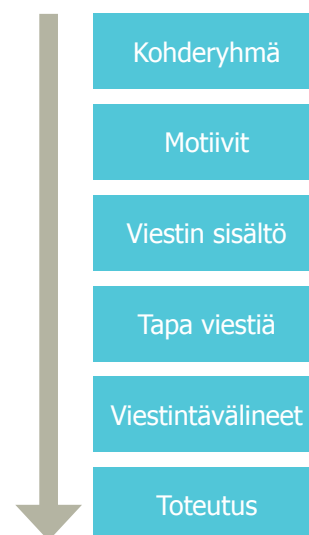 Kohderyhmä
Motiivit
Viestin sisältö
Tapa viestiä
Viestintävälineet
Toteutus